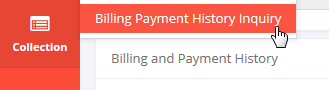 Billing Payment History Inquiry
Collection
Billing and Payment History